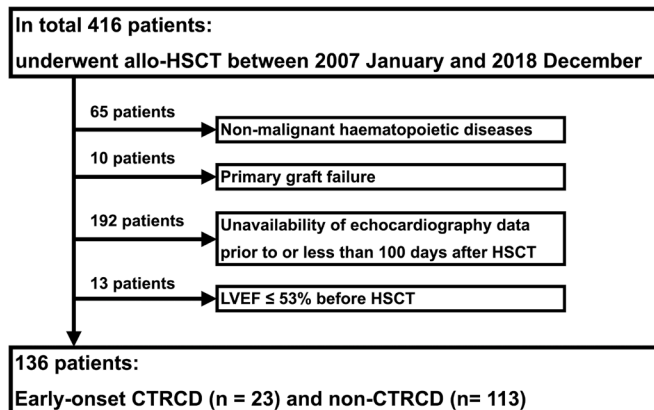 In total 416 patients:
underwent allo-HSCT between 2007 January and 2018 December
65 patients
Non-malignant haematopoietic diseases
10 patients
Primary graft failure
192 patients
Unavailability of echocardiography data
prior to or less than 100 days after HSCT
13 patients
LVEF ≤ 53% before HSCT
136 patients:
Early-onset CTRCD (n = 23) and non-CTRCD (n= 113)